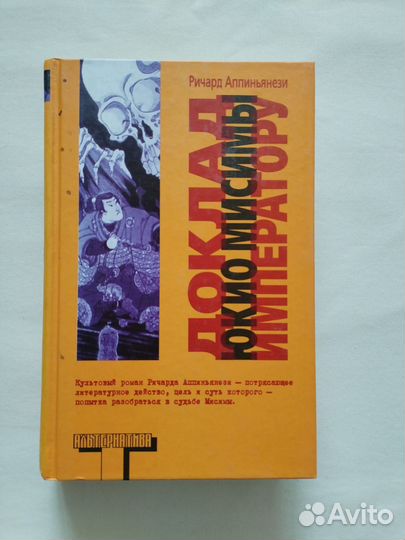 Ричард Аппиньянези
ДОКЛАД
ЮКИО МИСИМЫ
ИМПЕРАТОРУ
Культовый роман Ричарда Аппиньянези — потрясающее
литературное действо, цель и суть которого —
попытка разобраться в судьбе Мисимы.
АЛЬТЕРНАТИВА
Avito